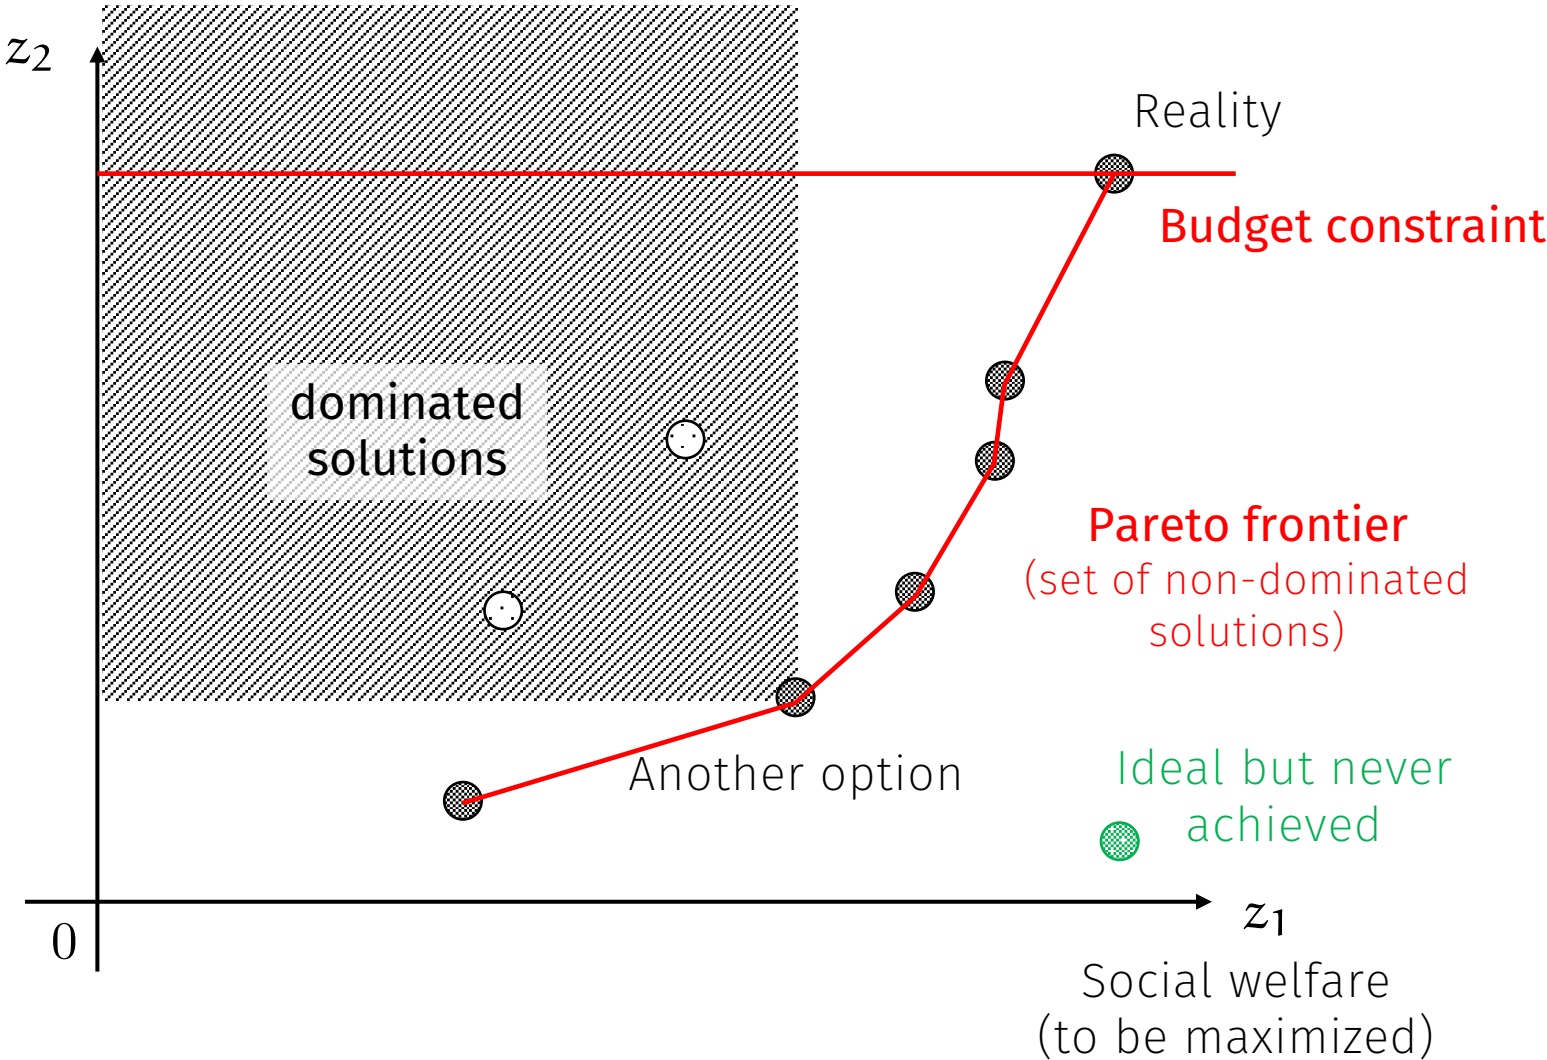 z2
Reality
Budget constraint
dominated
solutions
Pareto frontier
(set of non-dominated
solutions)
Another option
Ideal but never
achieved
z1
0
Social welfare
(to be maximized)